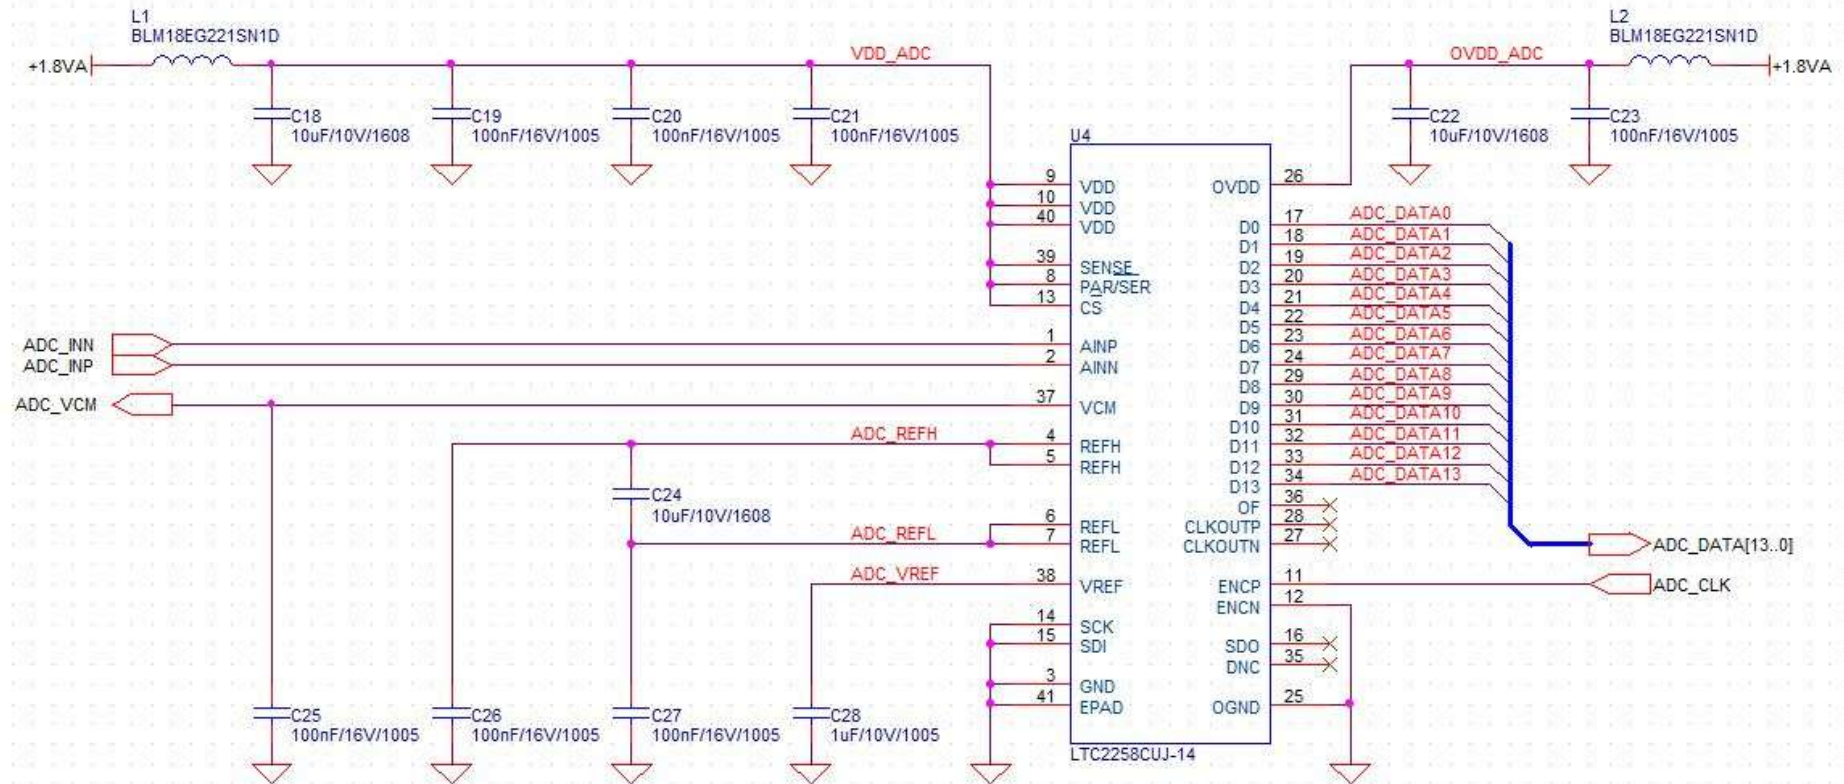 L1
BLM18EG221SN1D
L2
BLM18EG221SN1D
+1.8VA
VDD_ADC
OVDD_ADC
+1.8VA
C18
10uF/10V/1608
C19
100nF/16V/1005
C20
100nF/16V/1005
C21
100nF/16V/1005
C22
10uF/10V/1608
C23
100nF/16V/1005
U4
9 VDD
10 VDD
40 VDD
39 SENSE
8 PAR/SER
13 CS
OVDD 26
D0 17 ADC_DATA0
D1 18 ADC_DATA1
D2 19 ADC_DATA2
D3 20 ADC_DATA3
D4 21 ADC_DATA4
D5 22 ADC_DATA5
D6 23 ADC_DATA6
D7 24 ADC_DATA7
D8 29 ADC_DATA8
D9 30 ADC_DATA9
D10 31 ADC_DATA10
D11 32 ADC_DATA11
D12 33 ADC_DATA12
D13 34 ADC_DATA13
OF 36
CLKOUTP 28
CLKOUTN 27
ADC_DATA[13..0]
ENCP 11 ADC_CLK
ENCN 12
SDO 16
DNC 35
OGND 25
ADC_INN 1 AINP
ADC_INP 2 AINN
ADC_VCM 37 VCM
ADC_REFH 4 REFH
5 REFH
C24
10uF/10V/1608
6 REFL
ADC_REFL 7 REFL
ADC_VREF 38 VREF
14 SCK
15 SDI
3 GND
41 EPAD
C25
100nF/16V/1005
C26
100nF/16V/1005
C27
100nF/16V/1005
C28
1uF/10V/1005
LTC2258CUJ-14